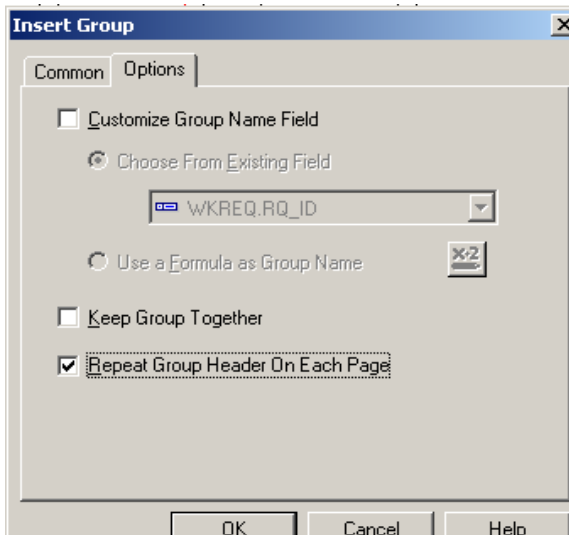 Insert Group
Common Options
Customize Group Name Field
Choose From Existing Field
WKREQ.RQ_ID
Use a Formula as Group Name
X+2
Keep Group Together
Repeat Group Header On Each Page
OK Cancel Help